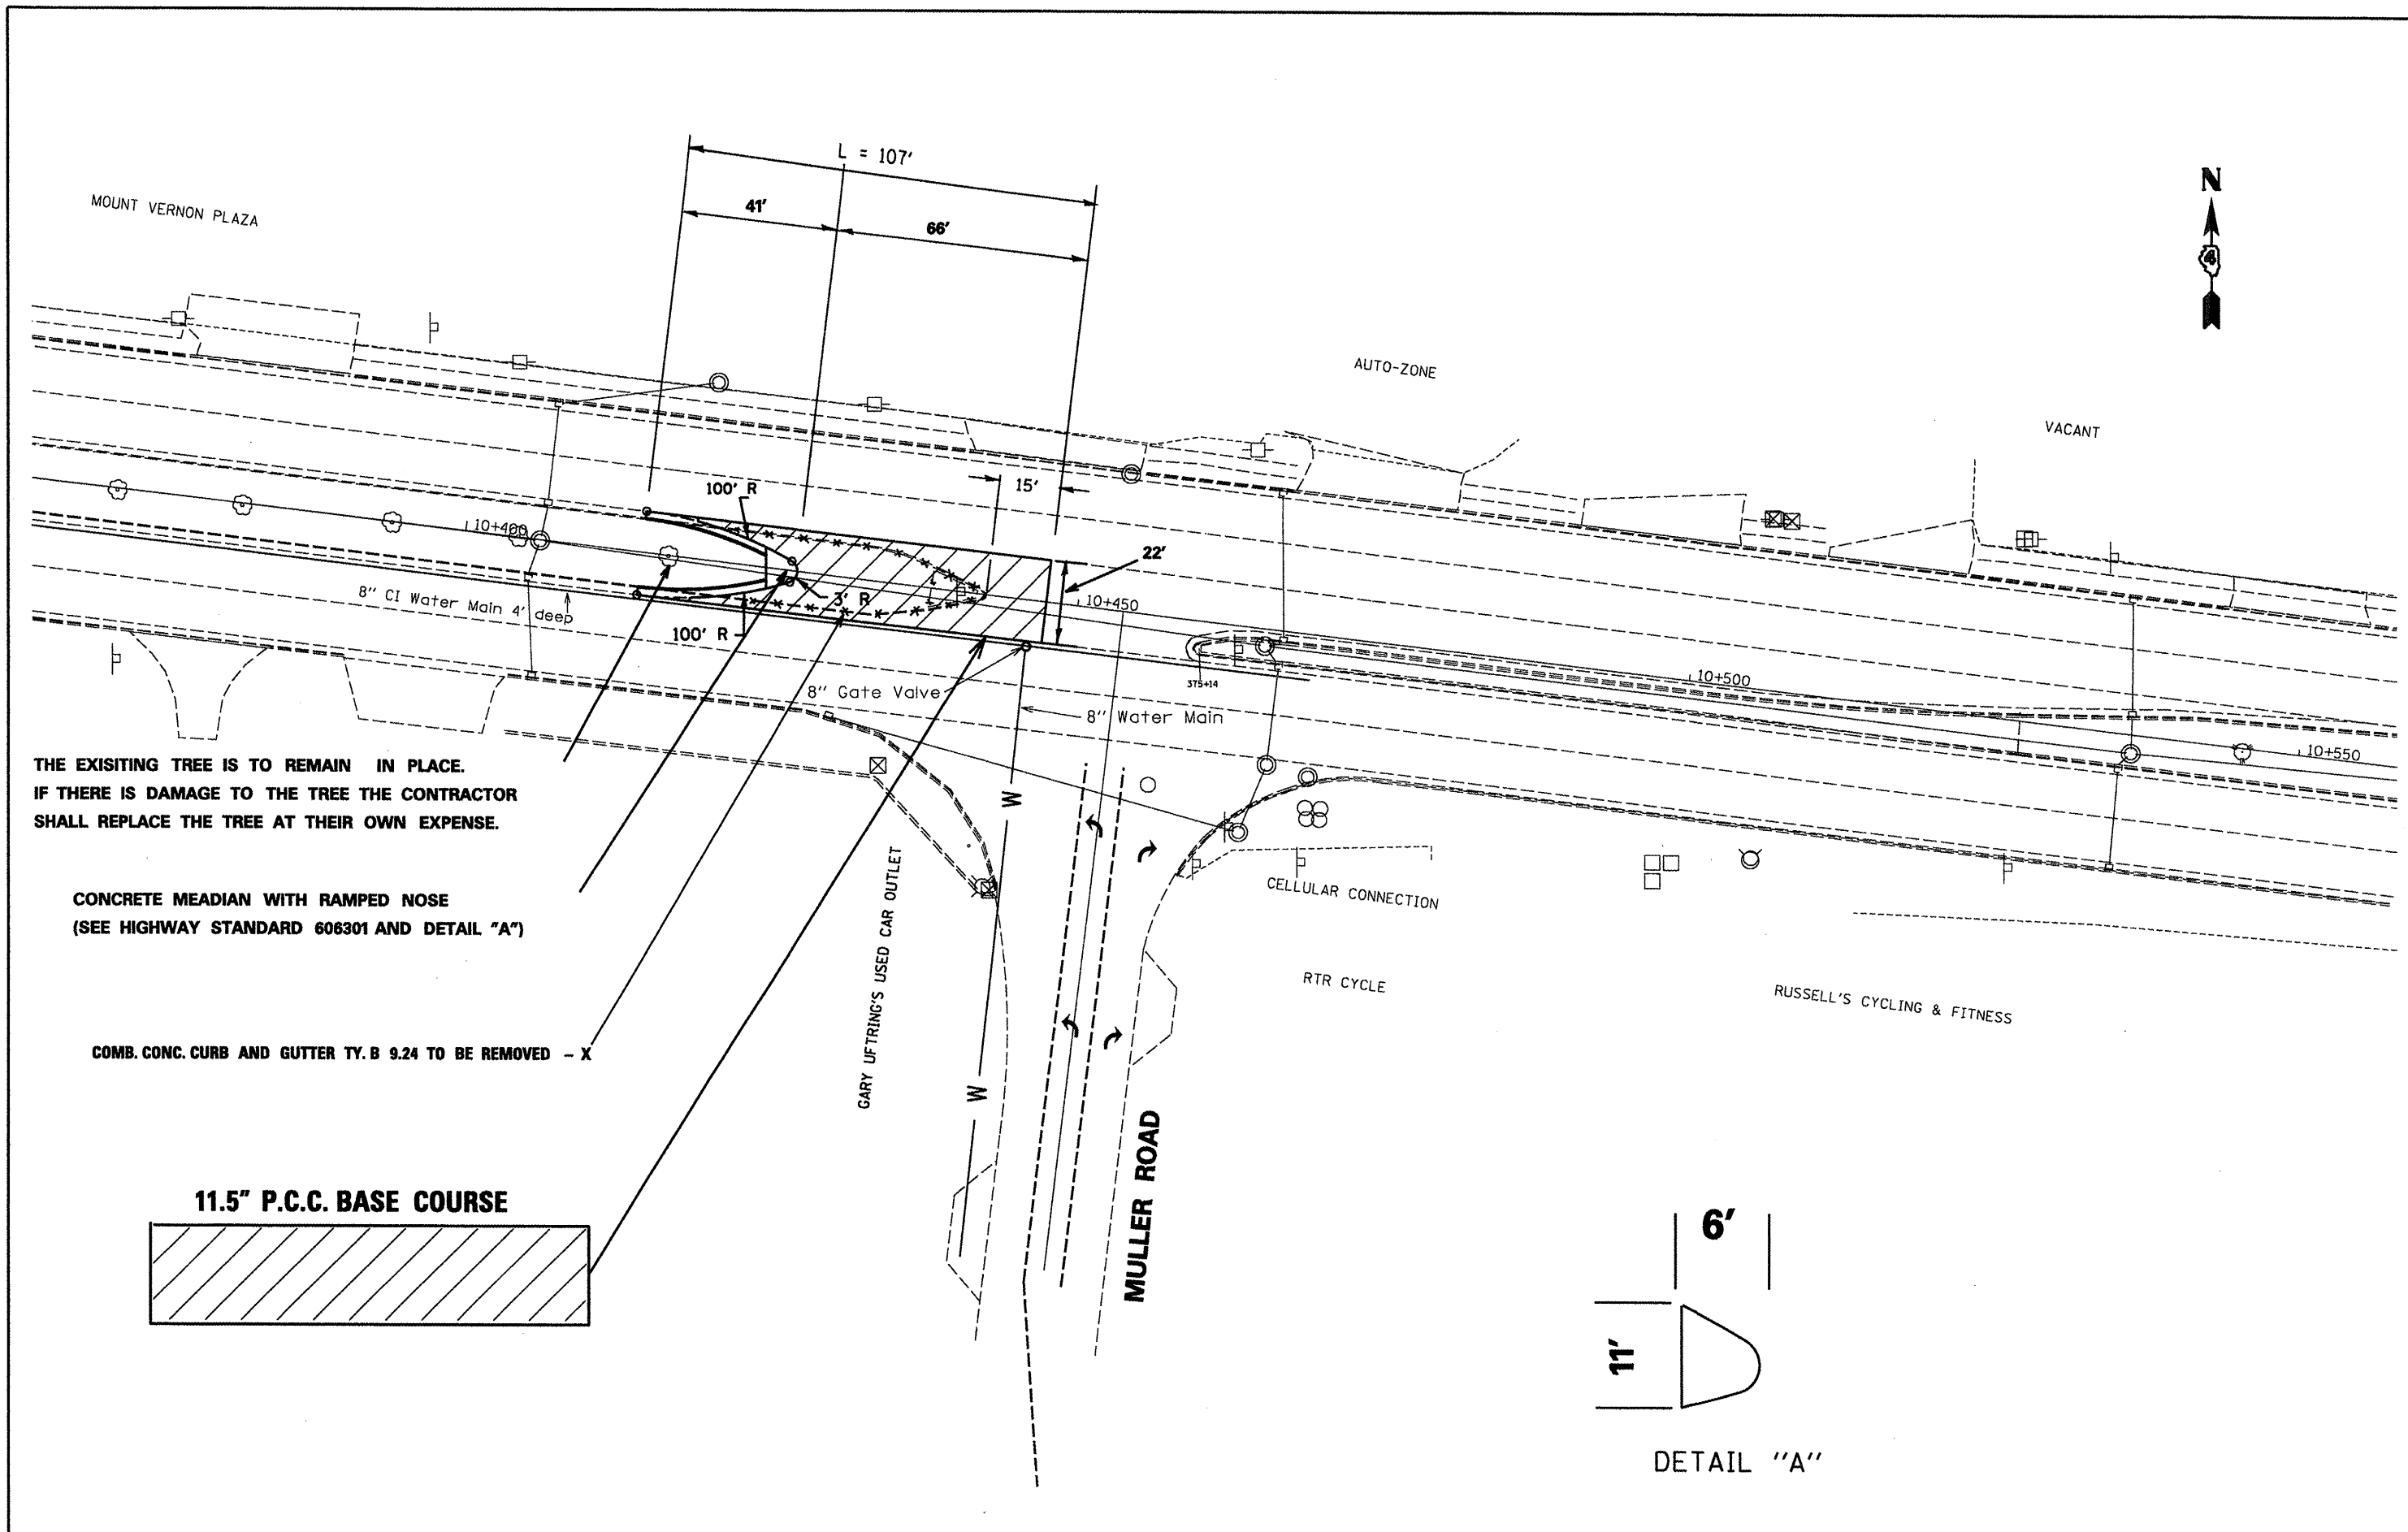 L = 107'
41'
66'
N
4
MOUNT VERNON PLAZA
AUTO-ZONE
VACANT
100' R
15'
22'
10+400
3' R
10+450
8" CI Water Main 4' deep
100' R
8" Gate Valve
375+14
10+500
8" Water Main
10+550
THE EXISITING TREE IS TO REMAIN IN PLACE.
IF THERE IS DAMAGE TO THE TREE THE CONTRACTOR
SHALL REPLACE THE TREE AT THEIR OWN EXPENSE.
W
CELLULAR CONNECTION
CONCRETE MEADIAN WITH RAMPED NOSE
(SEE HIGHWAY STANDARD 606301 AND DETAIL "A")
GARY UFTRING'S USED CAR OUTLET
RTR CYCLE
RUSSELL'S CYCLING & FITNESS
COMB. CONC. CURB AND GUTTER TY. B 9.24 TO BE REMOVED - X
W
MULLER ROAD
11.5" P.C.C. BASE COURSE
6'
11'
DETAIL "A"